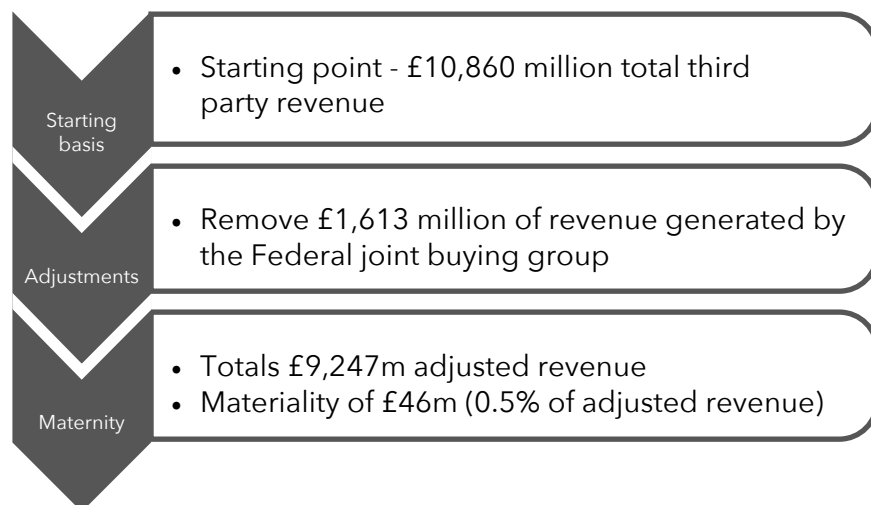 Starting
basis
• Starting point - £10,860 million total third
party revenue
Adjustments
• Remove £1,613 million of revenue generated by
the Federal joint buying group
Maternity
• Totals £9,247m adjusted revenue
• Materiality of £46m (0.5% of adjusted revenue)